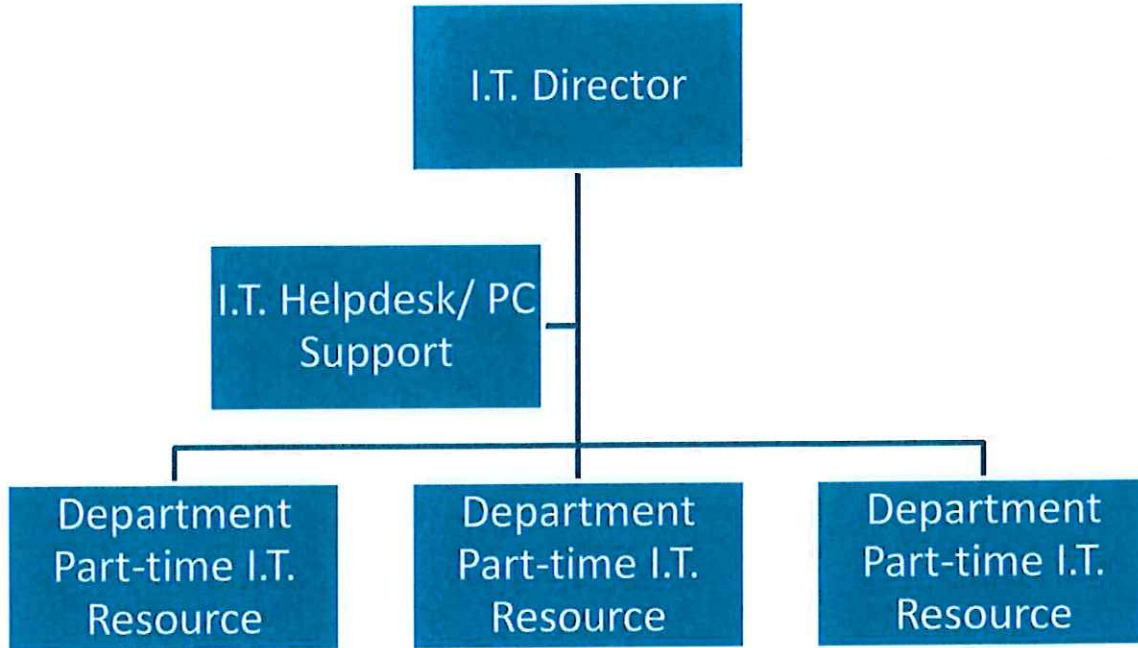 I.T. Director
I.T. Helpdesk/ PC
Support
Department
Part-time I.T.
Resource
Department
Part-time I.T.
Resource
Department
Part-time I.T.
Resource